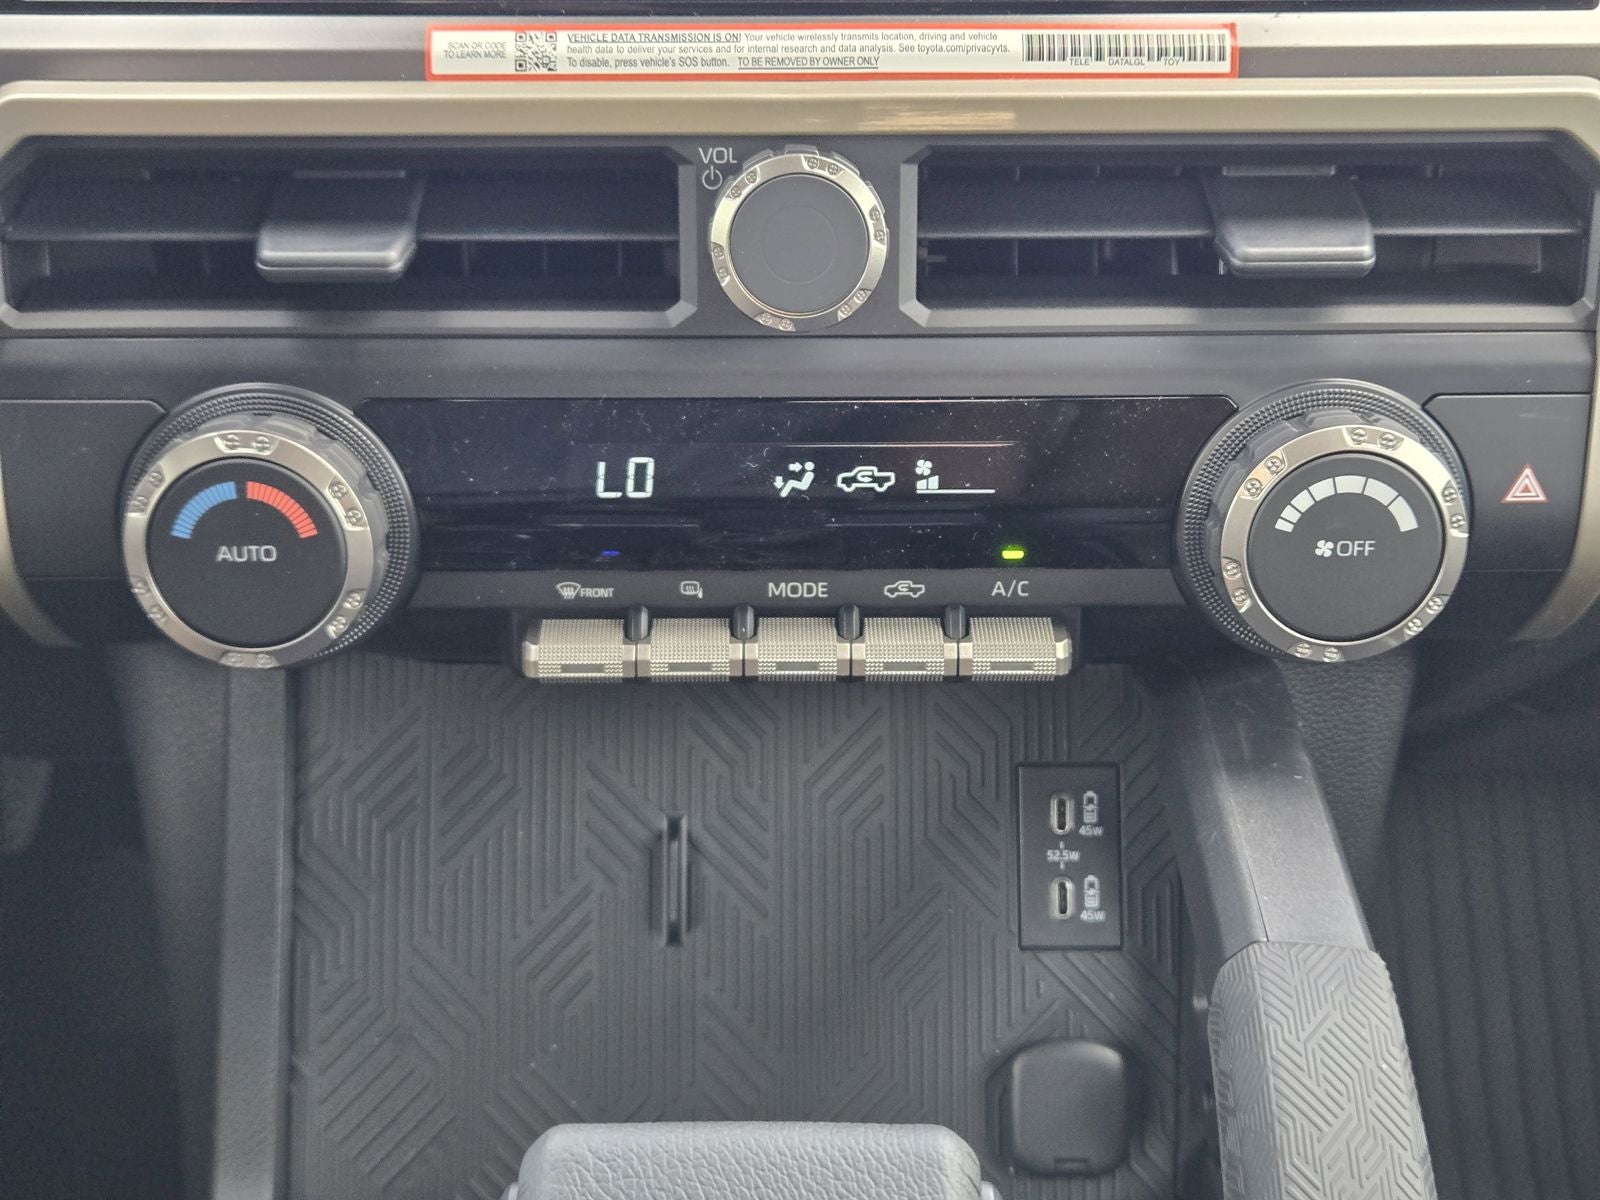 SCAN QR CODE
TO LEARN MORE
VEHICLE DATA TRANSMISSION IS ON! Your vehicle wirelessly transmits location, driving and vehicle
health data to deliver your services and for internal research and data analysis. See toyota.com/privacyvts.
To disable, press vehicle's SOS button. TO BE REMOVED BY OWNER ONLY
TELE DATALGL TOY
VOL
LO
AUTO
OFF
FRONT
MODE
A/C
45W
52.5W
45W